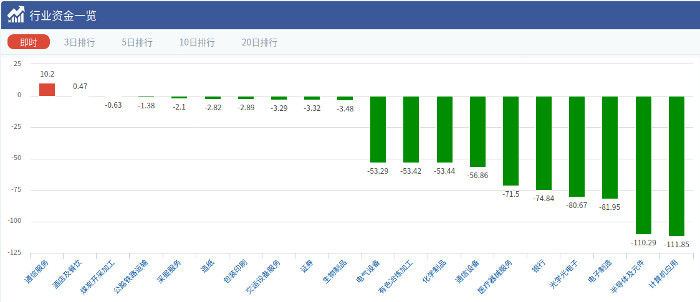 行业资金一览
即时 3日排行 5日排行 10日排行 20日排行
25
0
-25
-50
-75
-100
-125
10.2 0.47 -0.63 -1.38 -2.1 -2.82 -2.89 -3.29 -3.32 -3.48 -53.29 -53.42 -53.44 -56.86 -71.5 -74.84 -80.67 -81.95 -110.29 -111.85
通信服务 酒店及餐饮 煤炭开采加工 公路铁路运输 采掘服务 造纸 包装印刷 交运设备服务 证券 生物制品 电气设备 有色冶炼加工 化学制品 通信设备 医疗器械服务 银行 光学光电子 电子制造 半导体及元件 计算机应用